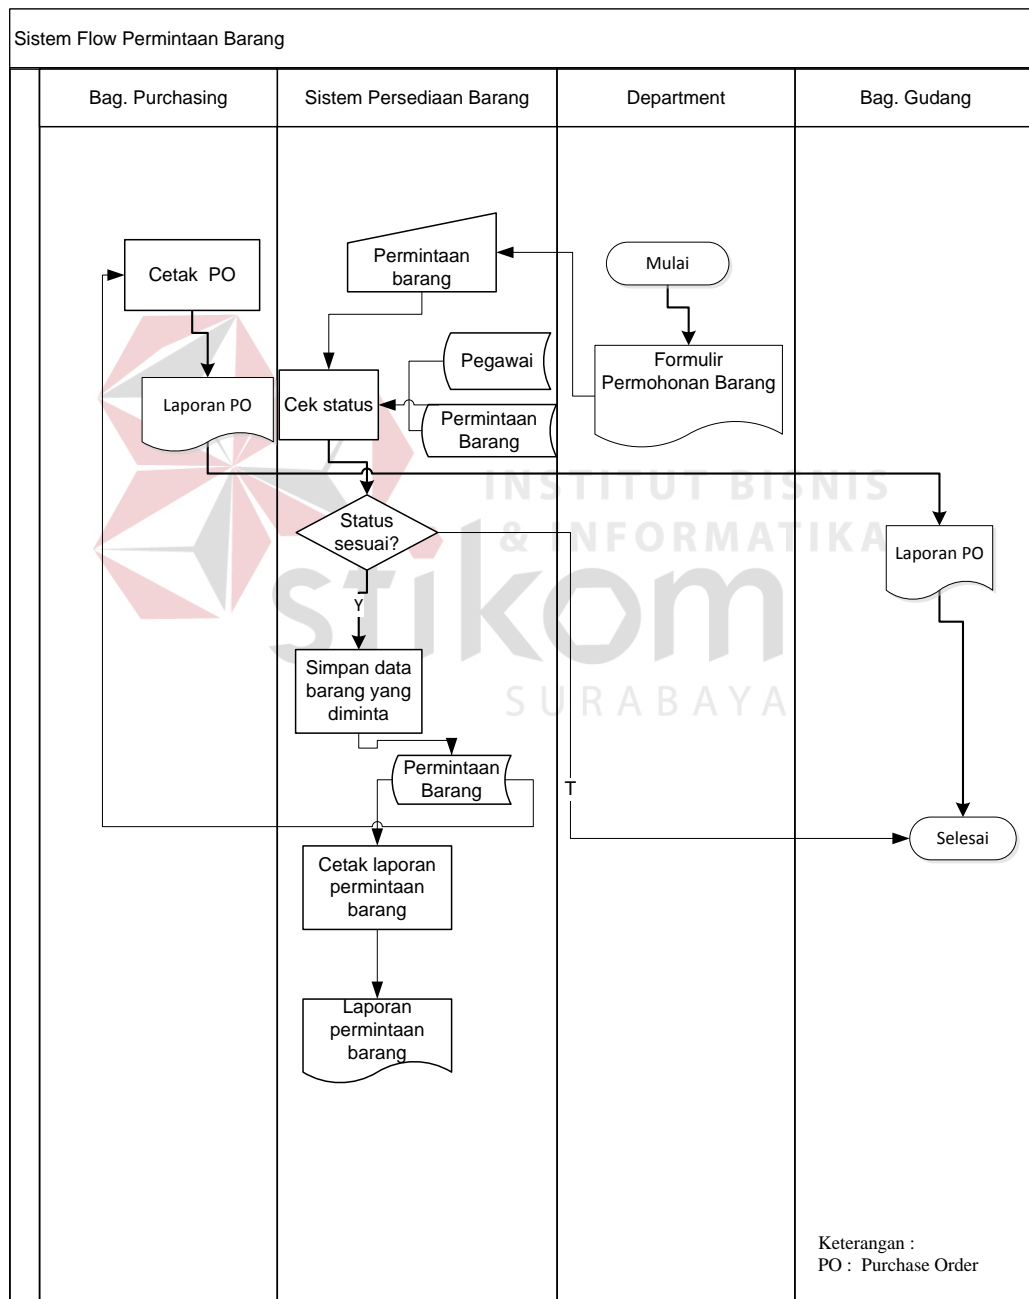 Sistem Flow Permintaan Barang
Bag. Purchasing
Sistem Persediaan Barang
Department
Bag. Gudang
Cetak PO
Permintaan
barang
Mulai
Laporan PO
Cek status
Pegawai
Permintaan
Barang
Formulir
Permohonan Barang
INSTITUT BISNIS
& INFORMATIKA
stikom
SURABAYA
Status
sesuai?
Laporan PO
Y
Simpan data
barang yang
diminta
Permintaan
Barang
T
Cetak laporan
permintaan
barang
Selesai
Laporan
permintaan
barang
Keterangan :
PO : Purchase Order